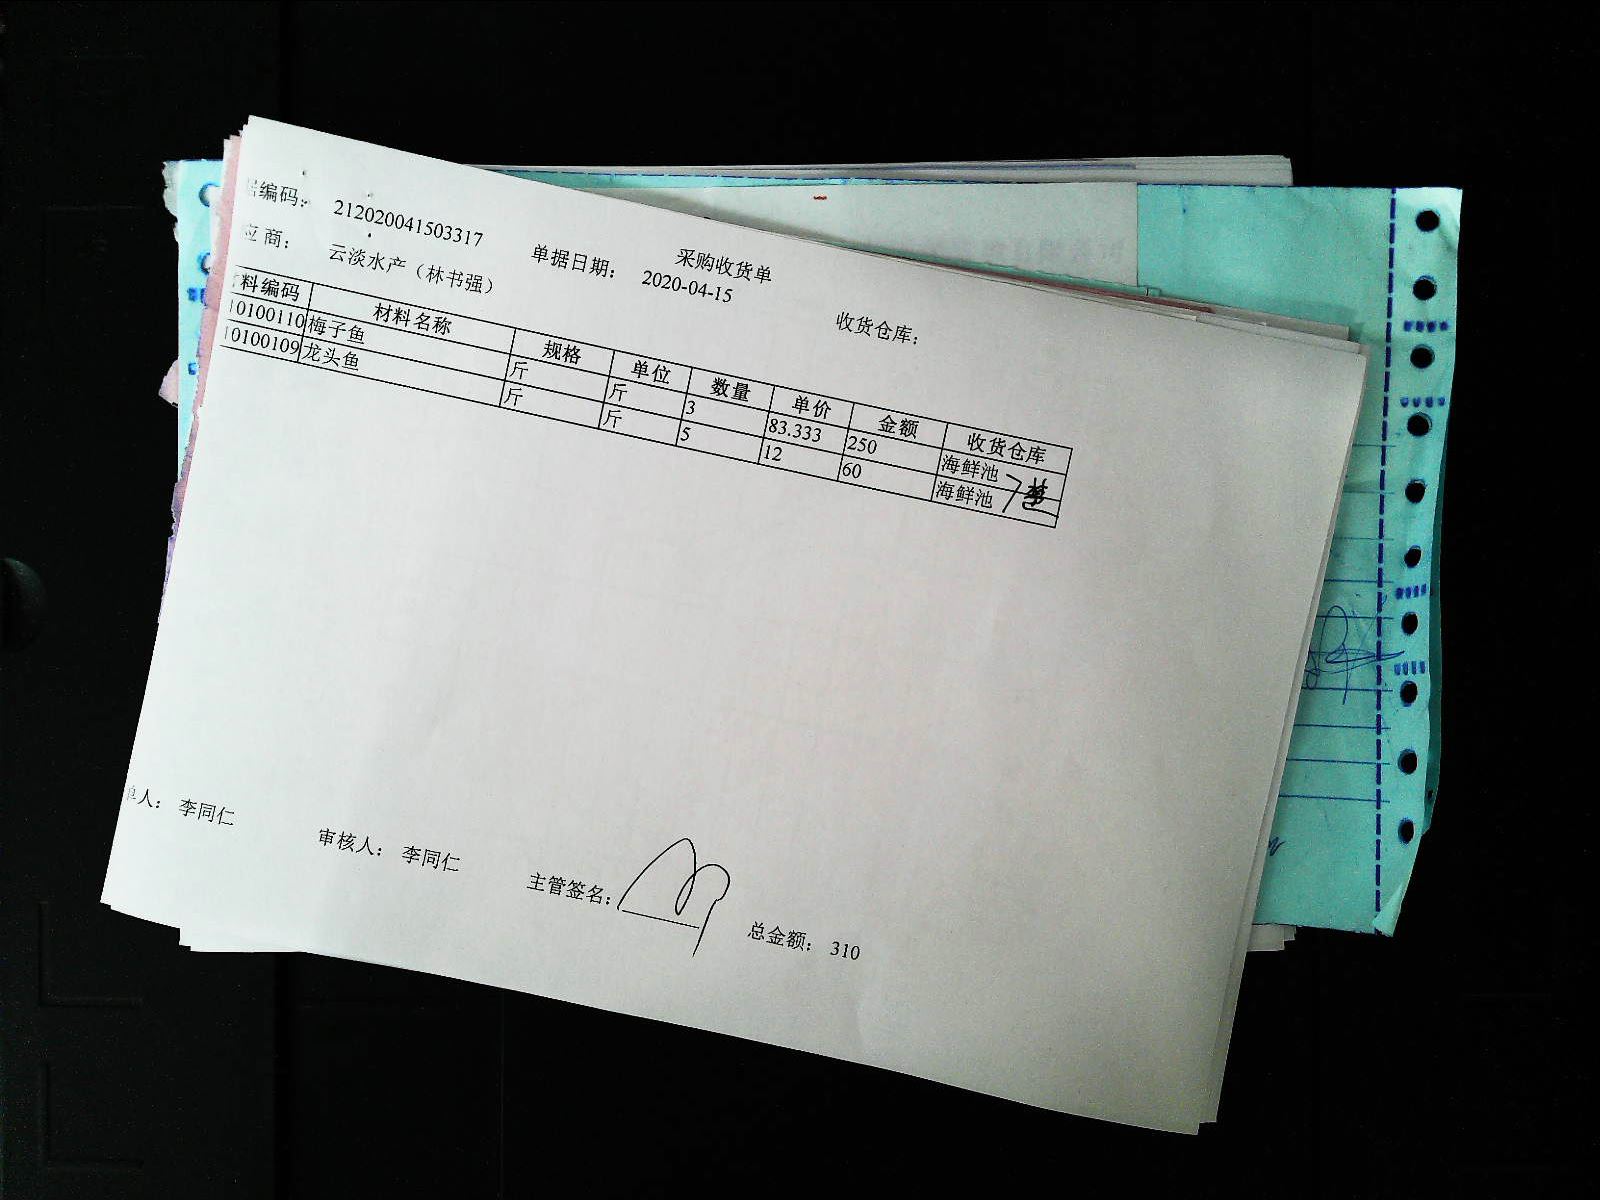 采购收货单
编码： 212020041503317 单据日期： 2020-04-15 收货仓库：
应商： 云淡水产（林书强）
料编码 材料名称 规格 单位 数量 单价 金额 收货仓库
10100110 梅子鱼 斤 斤 3 83.333 250 海鲜池
10100109 龙头鱼 斤 斤 5 12 60 海鲜池
单人： 李同仁 审核人： 李同仁 主管签名： 总金额： 310